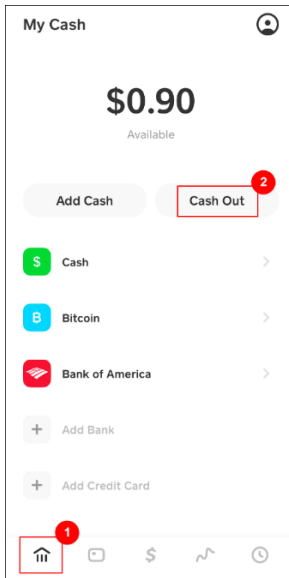 My Cash
$0.90
Available
2
Add Cash
Cash Out
$ Cash
B Bitcoin
Bank of America
+ Add Bank
+ Add Credit Card
1
$